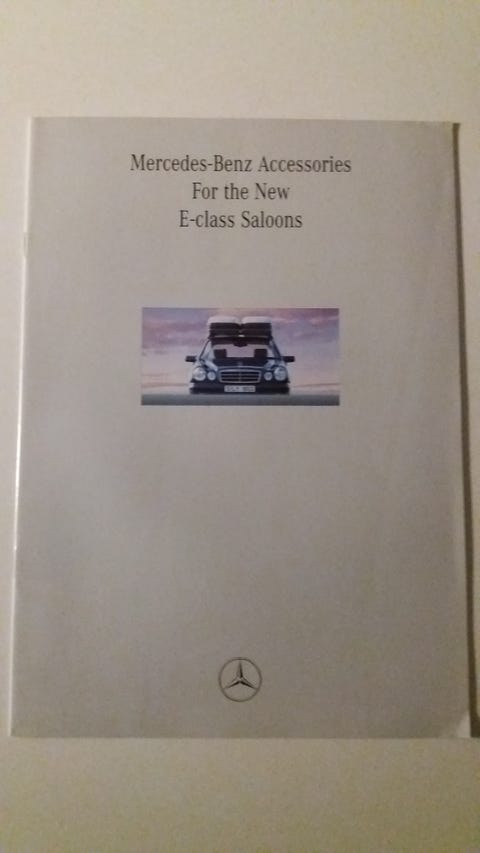 Mercedes-Benz Accessories
For the New
E-class Saloons